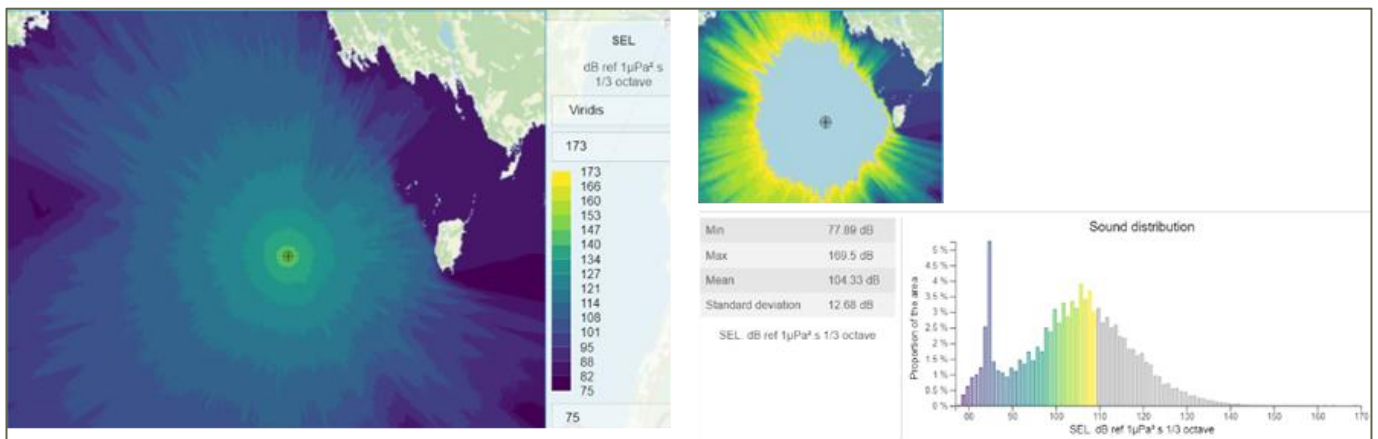 SEL
dB ref 1µPa².s
1/3 octave
Viridis
173
173
166
160
153
147
140
134
127
121
114
108
101
95
88
82
75
75
Min 77.89 dB
Max 169.5 dB
Mean 104.33 dB
Standard deviation 12.68 dB
SEL. dB ref 1µPa².s 1/3 octave
Sound distribution
Proportion of the area
5 %
4.5 %
4 %
3.5 %
3 %
2.5 %
2 %
1.5 %
1 %
0.5 %
0 %
80 90 100 110 120 130 140 150 160 170
SEL. dB ref 1µPa².s 1/3 octave